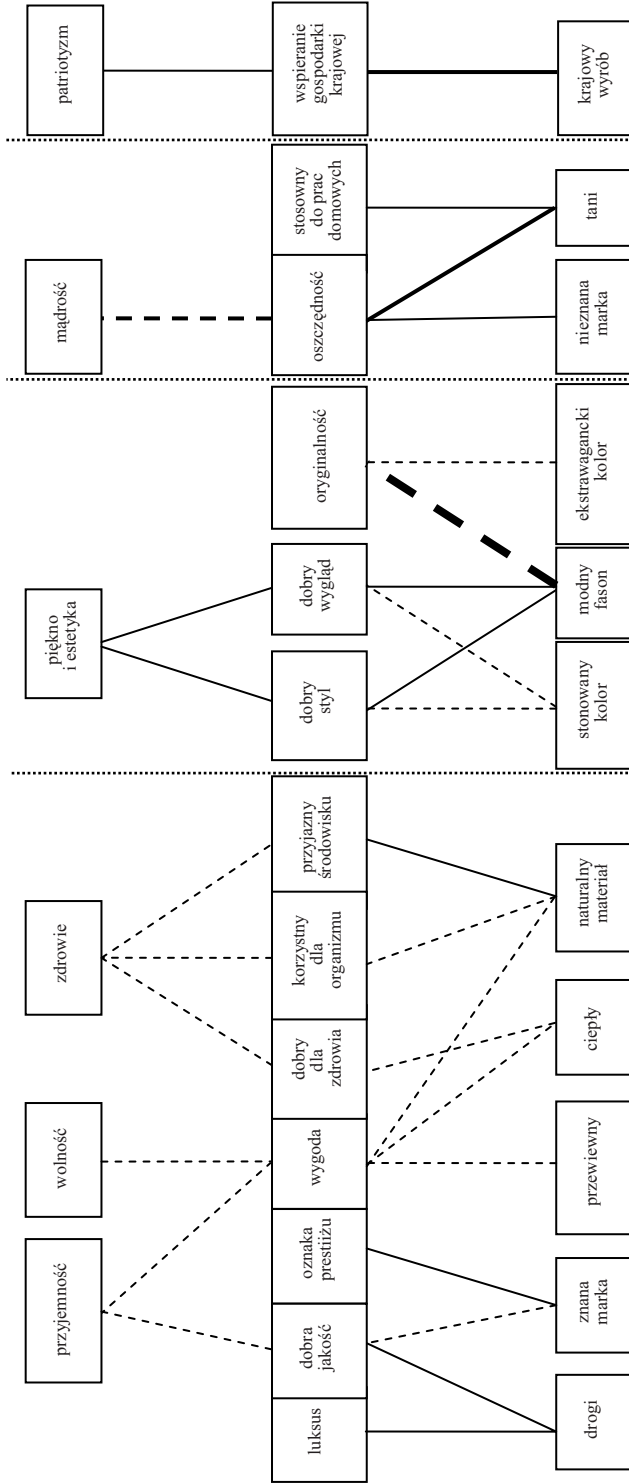 przyjemność
wolność
zdrowie
piękno
i estetyka
mądrość
patriotyzm
luksus
dobra
jakość
oznaka
prestiiżu
wygoda
dobry
dla
zdrowia
korzystny
dla
organizmu
przyjazny
środowisku
dobry
styl
dobry
wygląd
oryginalność
oszczędność
stosowny
do prac
domowych
wspieranie
gospodarki
krajowej
drogi
znana
marka
przewiewny
ciepły
naturalny
materiał
stonowany
kolor
modny
fason
ekstrawagancki
kolor
nieznana
marka
tani
krajowy
wyrób